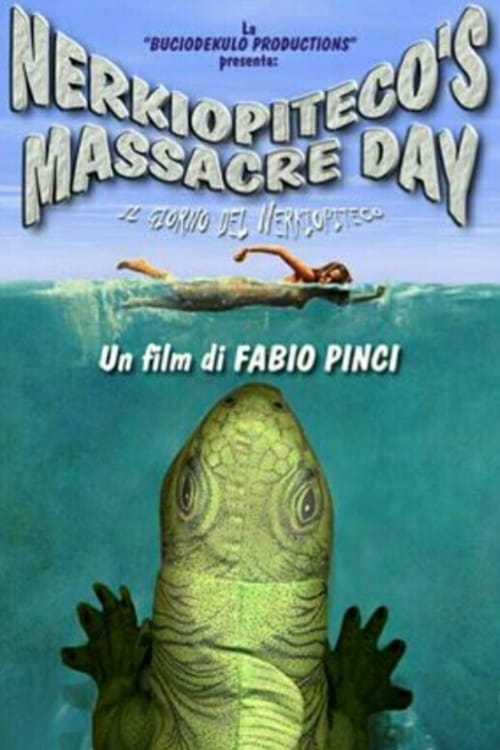 La
"BUCIODEKULO PRODUCTIONS"
presenta:
NERKIOPITECO'S
MASSACRE DAY
IL GIORNO DEL NERKIOPITECO
Un film di FABIO PINCI